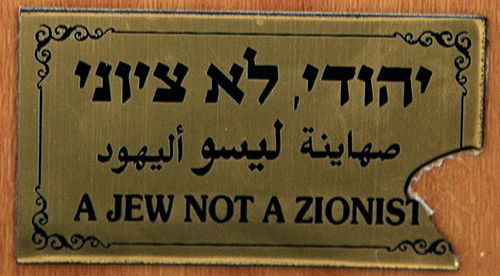 יהודי, לא ציוני
صهاينة ليسو أليهود
A JEW NOT A ZIONIST